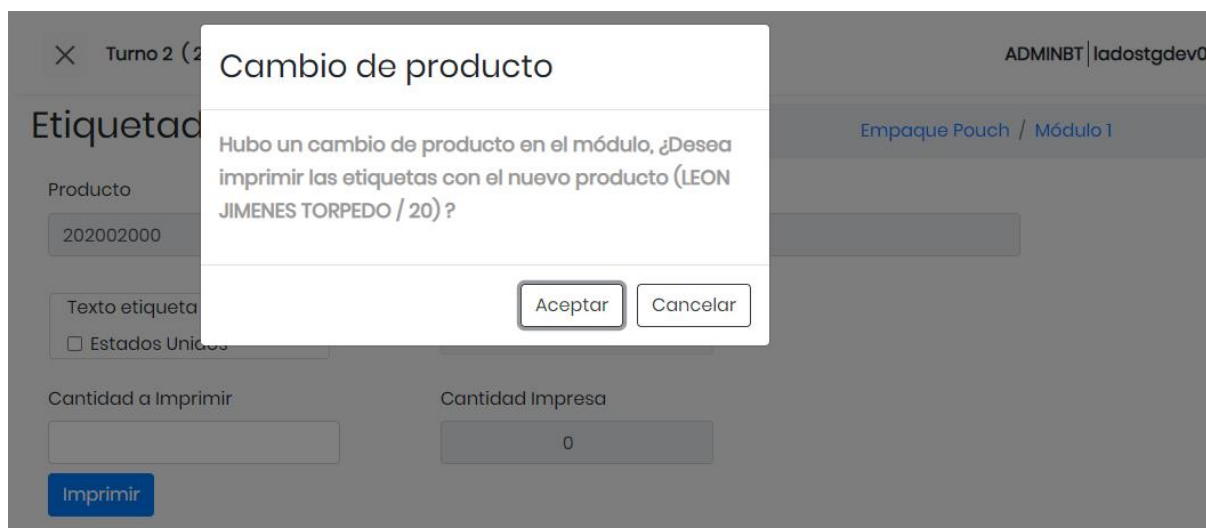 Turno 2 ( 2
ADMINBT|ladostgdev0
Cambio de producto
Etiquetad
Empaque Pouch / Módulo 1
Hubo un cambio de producto en el módulo, ¿Desea
imprimir las etiquetas con el nuevo producto (LEON
JIMENES TORPEDO / 20) ?
Producto
202002000
Aceptar Cancelar
Texto etiqueta
Estados Unidos
Cantidad a Imprimir Cantidad Impresa
0
Imprimir